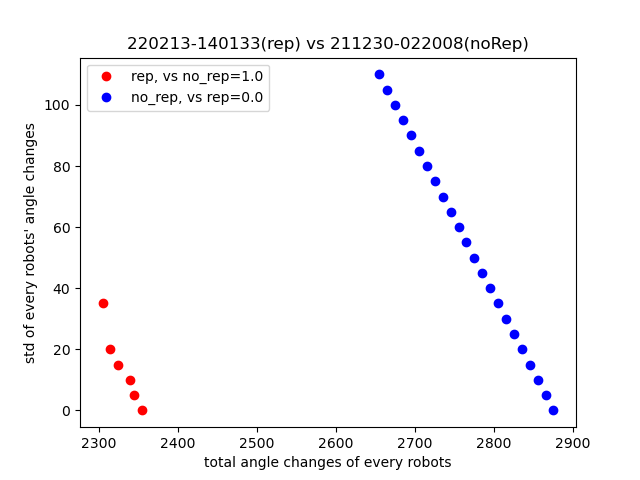 220213-140133(rep) vs 211230-022008(noRep)
rep, vs no_rep=1.0
no_rep, vs rep=0.0
std of every robots' angle changes
100
80
60
40
20
0
2300 2400 2500 2600 2700 2800 2900
total angle changes of every robots